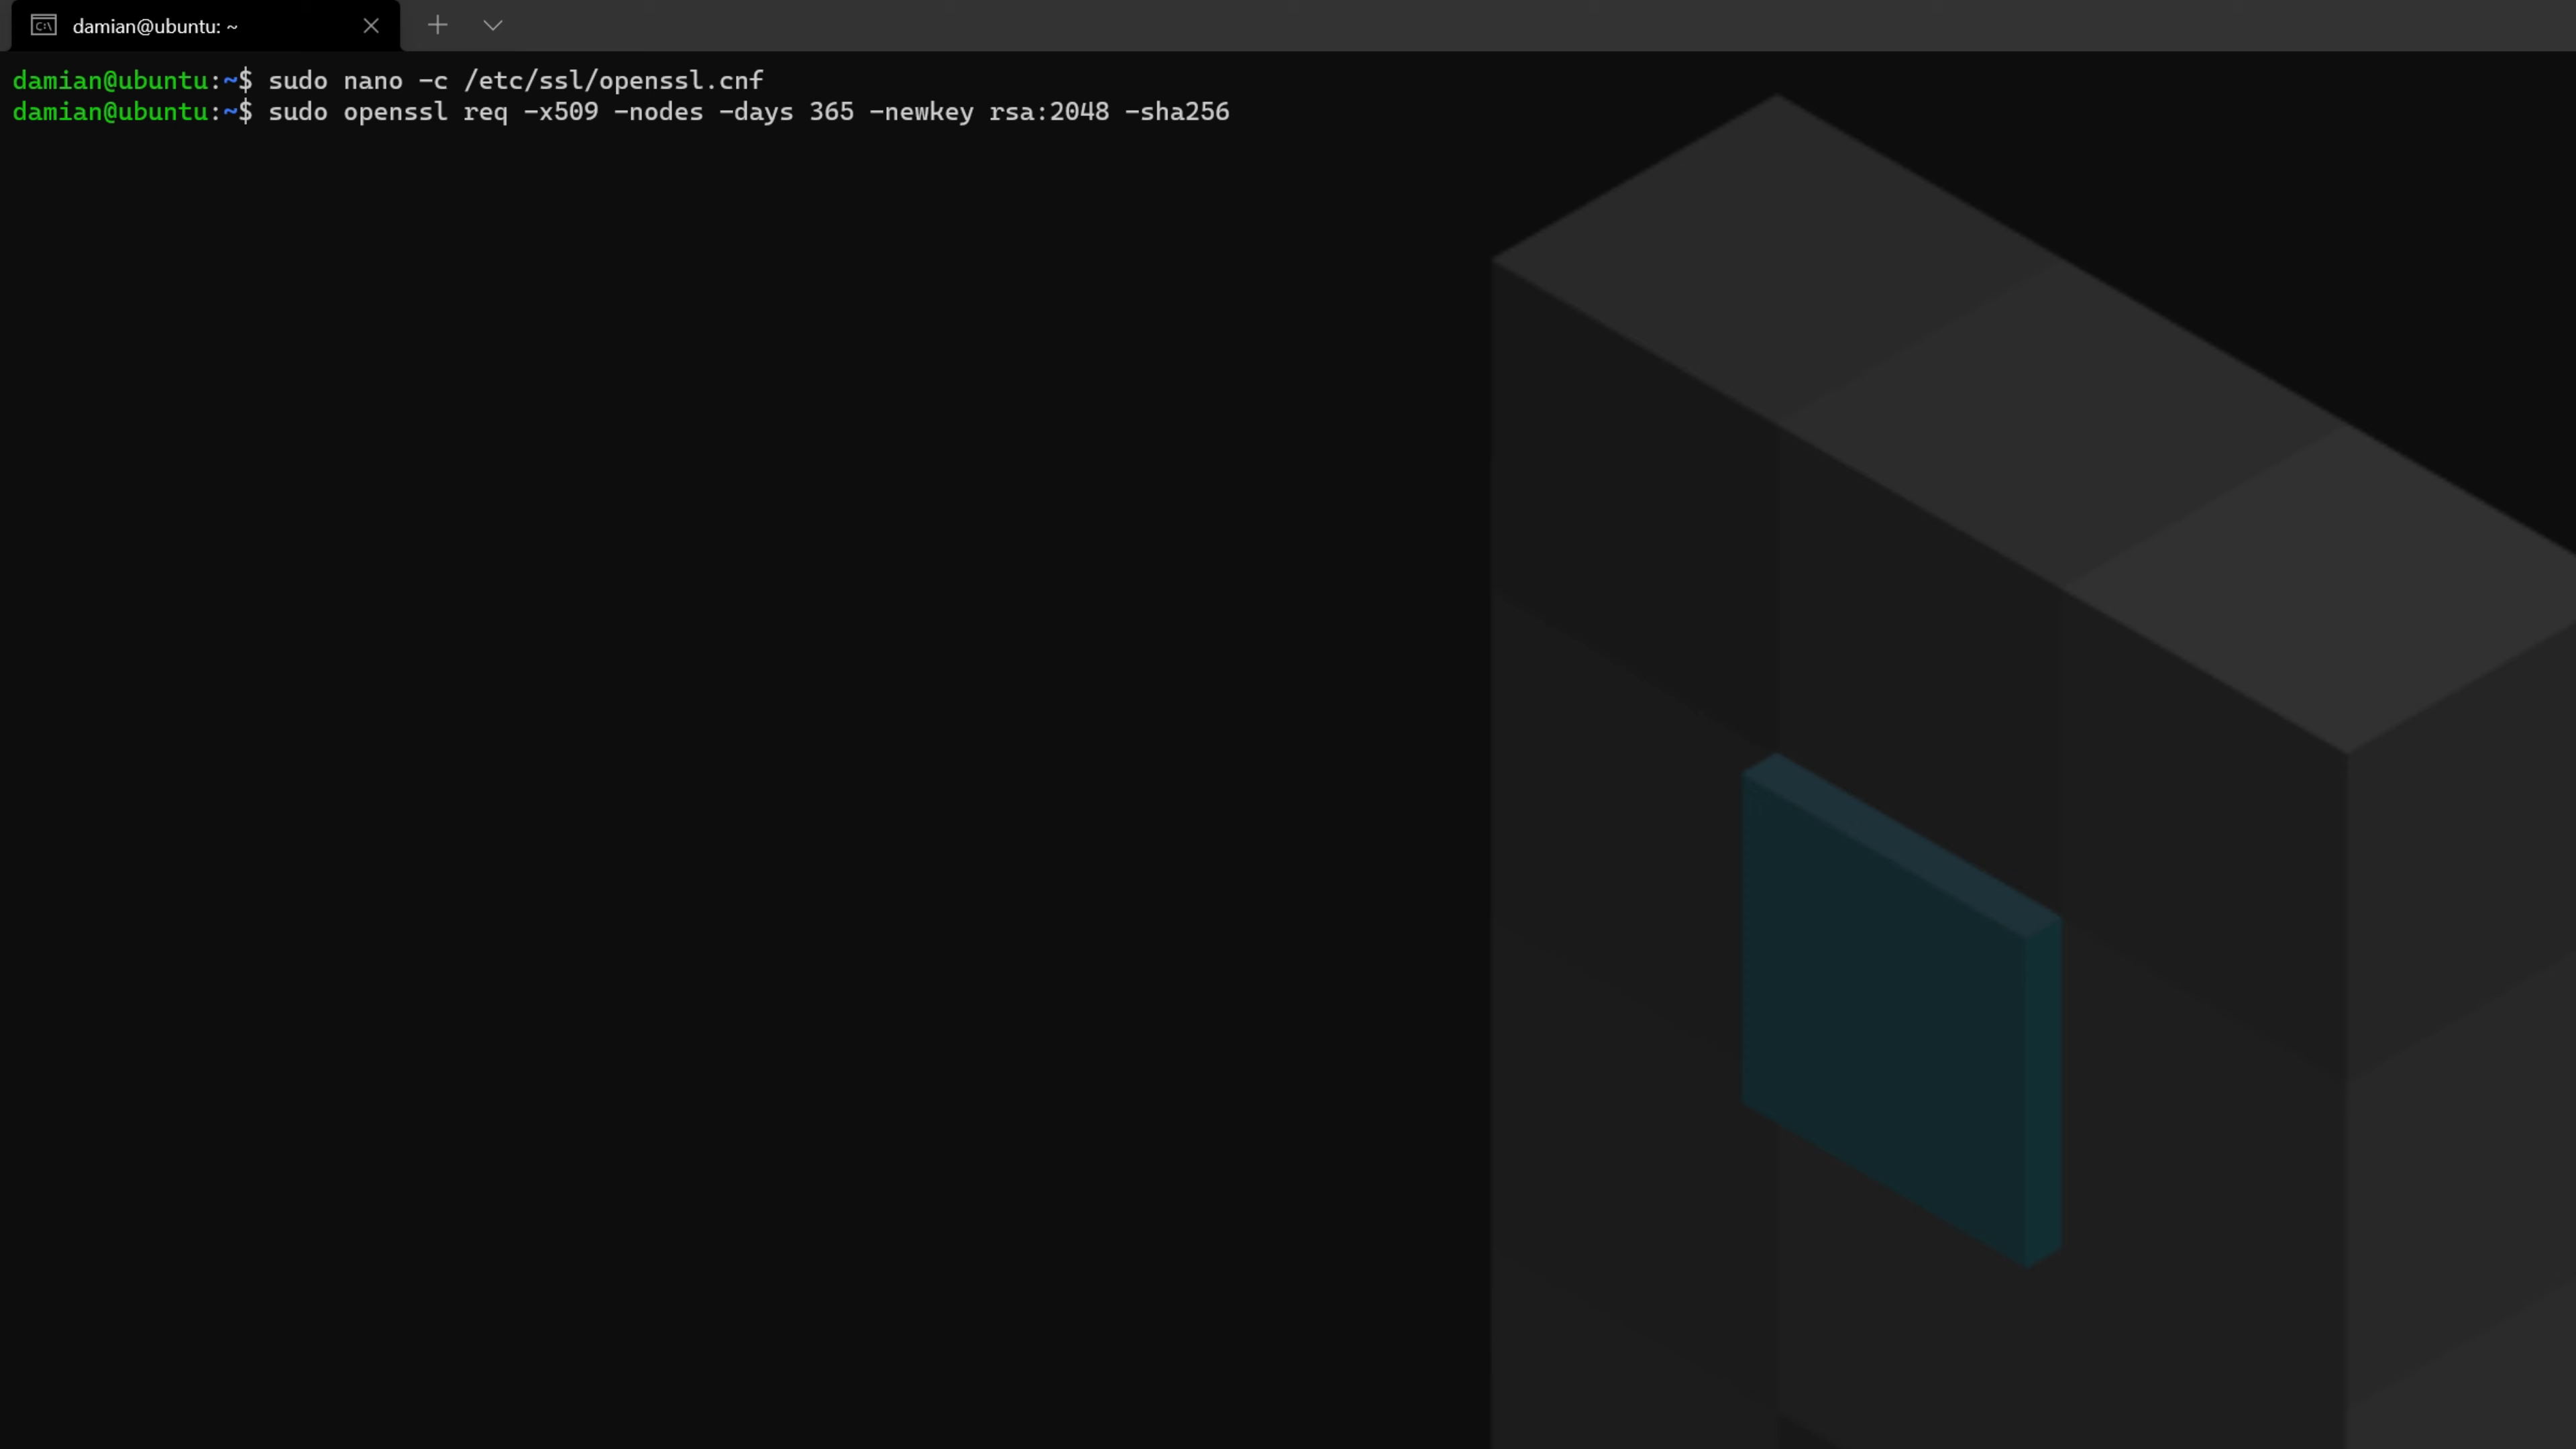 damian@ubuntu: ~
damian@ubuntu:~$ sudo nano -c /etc/ssl/openssl.cnf
damian@ubuntu:~$ sudo openssl req -x509 -nodes -days 365 -newkey rsa:2048 -sha256